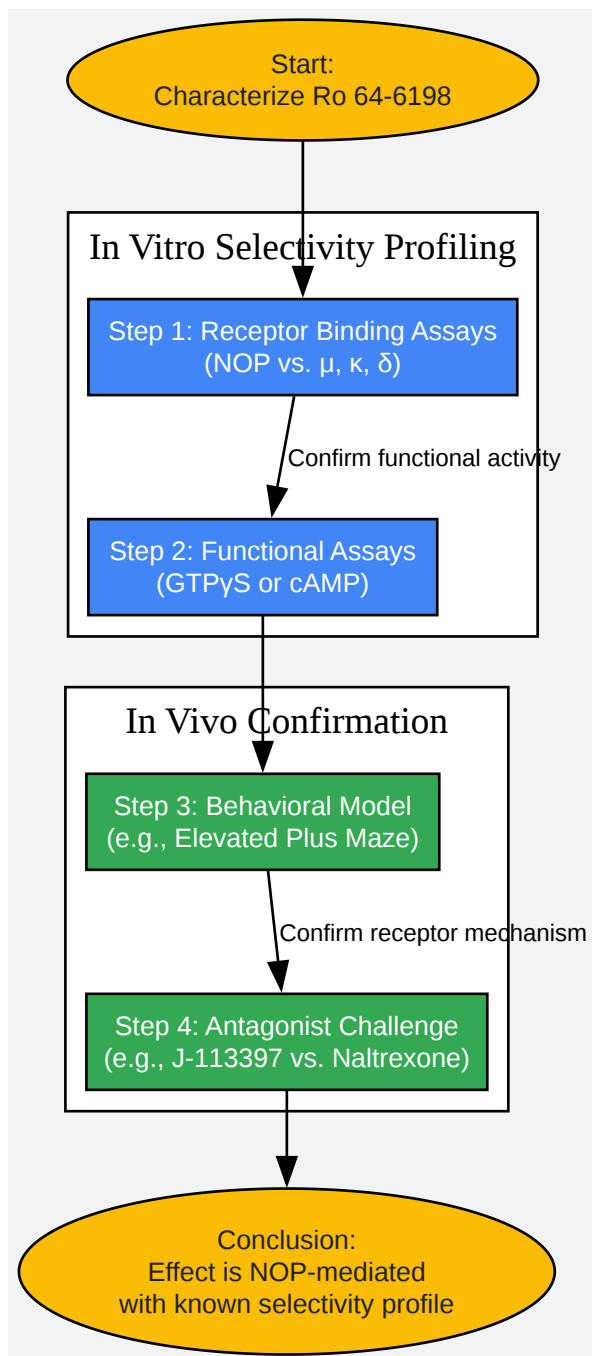 Start:
Characterize Ro 64-6198
In Vitro Selectivity Profiling
Step 1: Receptor Binding Assays
(NOP vs. μ, κ, δ)
Confirm functional activity
Step 2: Functional Assays
(GTPγS or cAMP)
In Vivo Confirmation
Step 3: Behavioral Model
(e.g., Elevated Plus Maze)
Confirm receptor mechanism
Step 4: Antagonist Challenge
(e.g., J-113397 vs. Naltrexone)
Conclusion:
Effect is NOP-mediated
with known selectivity profile